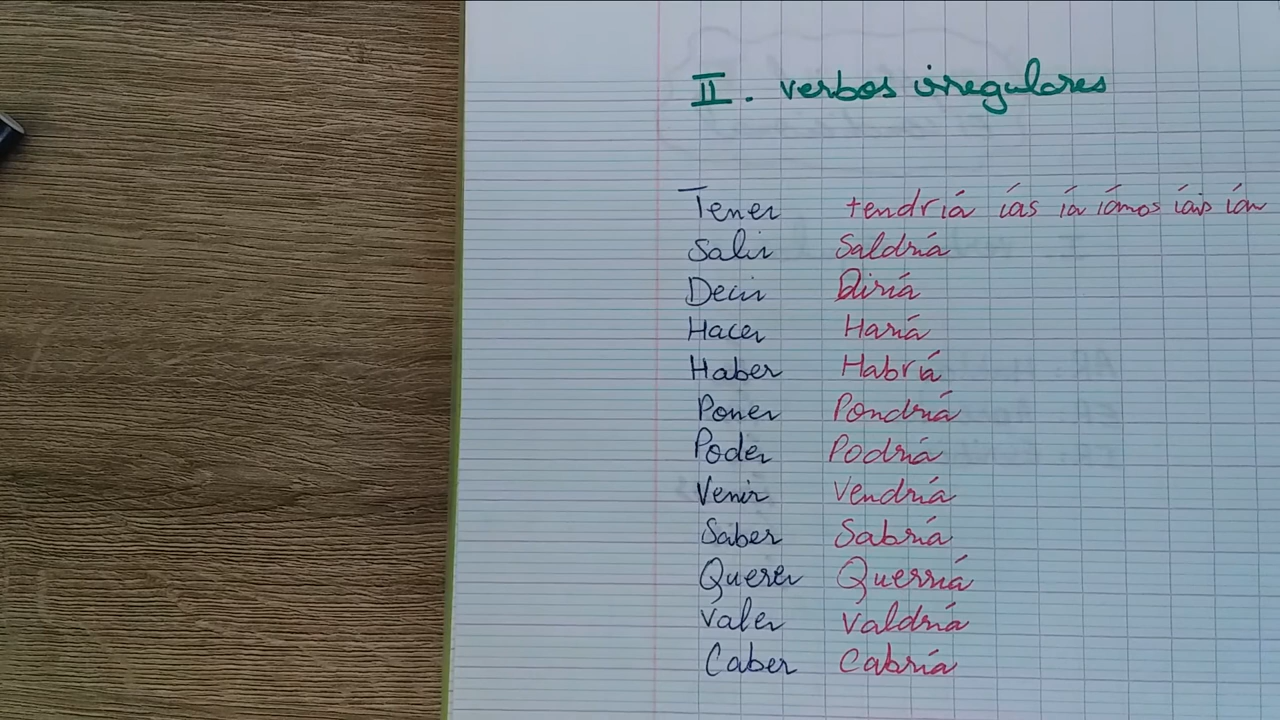 II. verbos irregulares
Tener tendría ías ía íamos íais ían
Salir Saldría
Decir Diría
Hacer Haría
Haber Habría
Poner Pondría
Poder Podría
Venir Vendría
Saber Sabría
Querer Querría
Valer Valdría
Caber Cabría